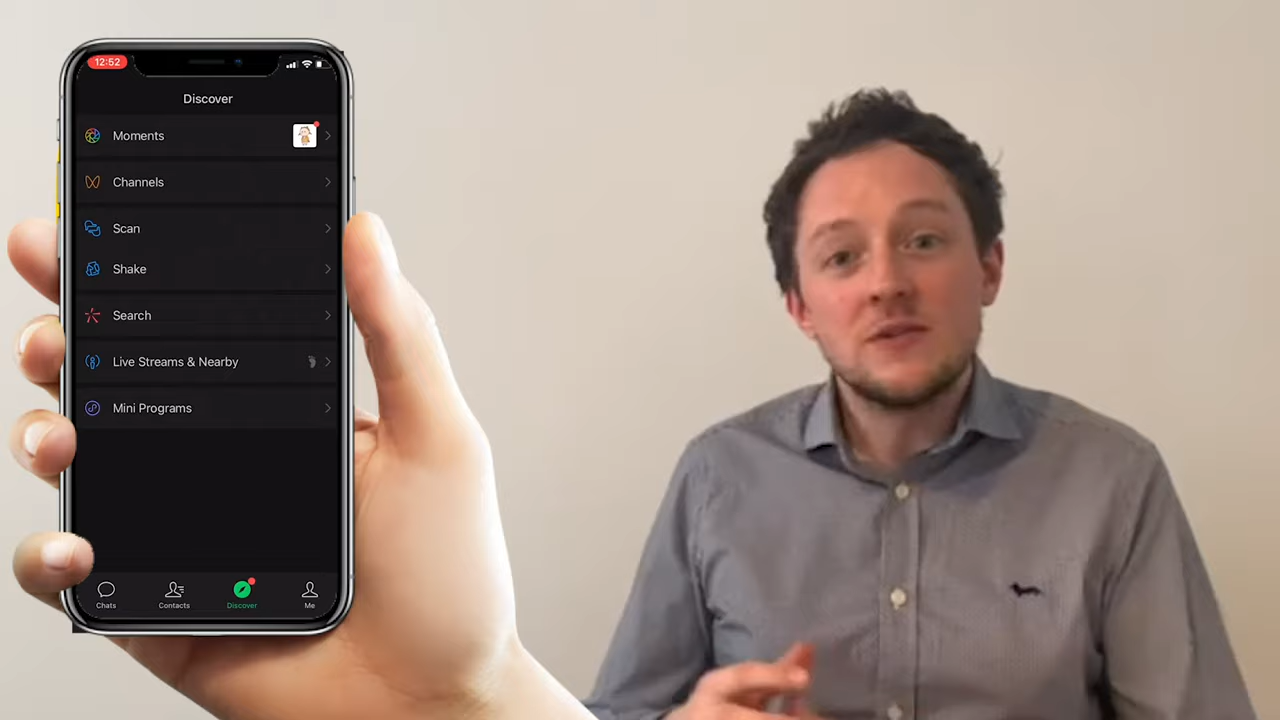 12:52
Discover
Moments
Channels
Scan
Shake
Search
Live Streams & Nearby
Mini Programs
Chats
Contacts
Discover
Me